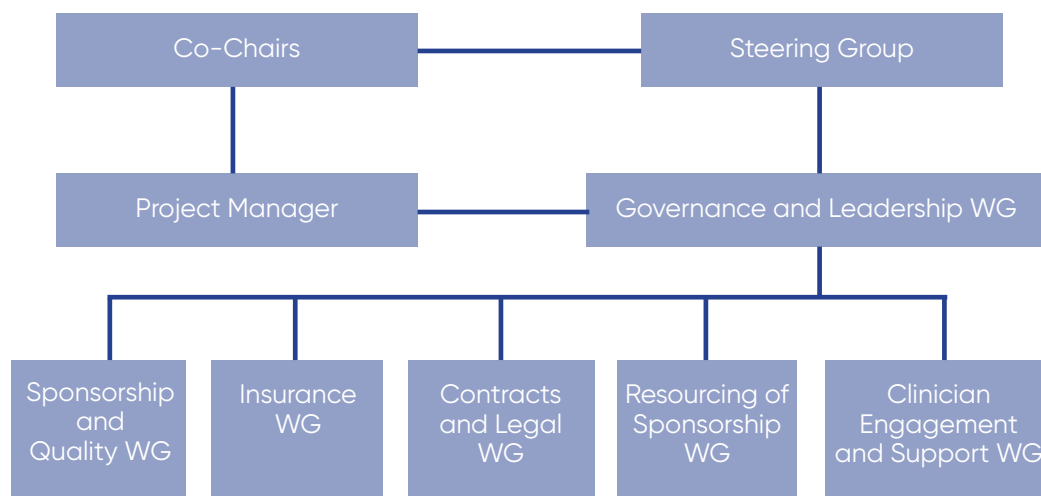 Co-Chairs
Steering Group
Project Manager
Governance and Leadership WG
Sponsorship
and
Quality WG
Insurance
WG
Contracts
and Legal
WG
Resourcing of
Sponsorship
WG
Clinician
Engagement
and Support WG